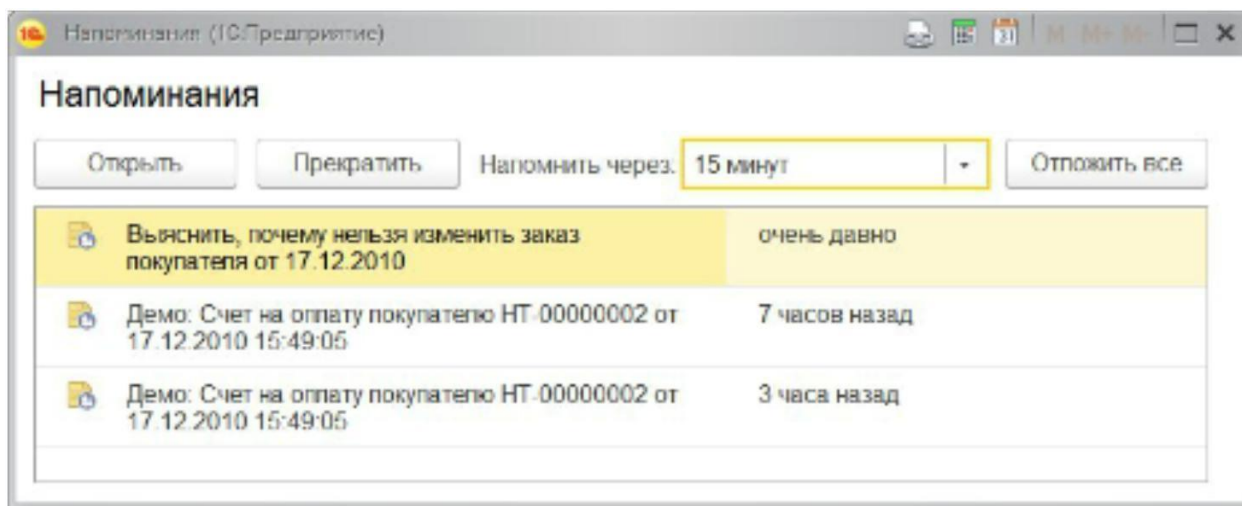 Напоминания (1С:Предприятие)
31 M M+ M-
Напоминания
Открыть Прекратить Напомнить через: 15 минут Отложить все
Выяснить, почему нельзя изменить заказ очень давно
покупателя от 17.12.2010
Демо: Счет на оплату покупателю НТ-00000002 от 7 часов назад
17.12.2010 15:49:05
Демо: Счет на оплату покупателю НТ-00000002 от 3 часа назад
17.12.2010 15:49:05